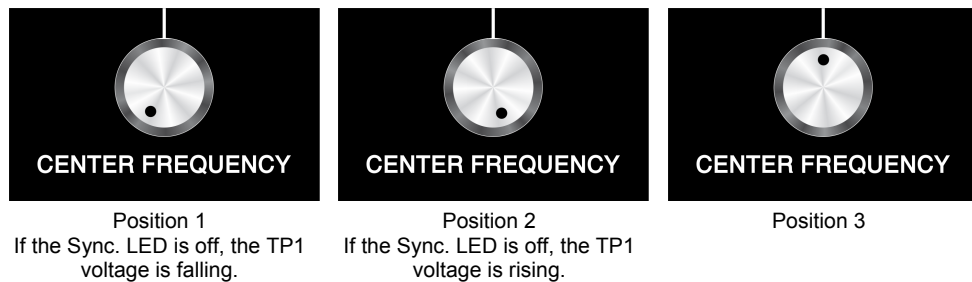 CENTER FREQUENCY
CENTER FREQUENCY
CENTER FREQUENCY
Position 1
If the Sync. LED is off, the TP1
voltage is falling.
Position 2
If the Sync. LED is off, the TP1
voltage is rising.
Position 3